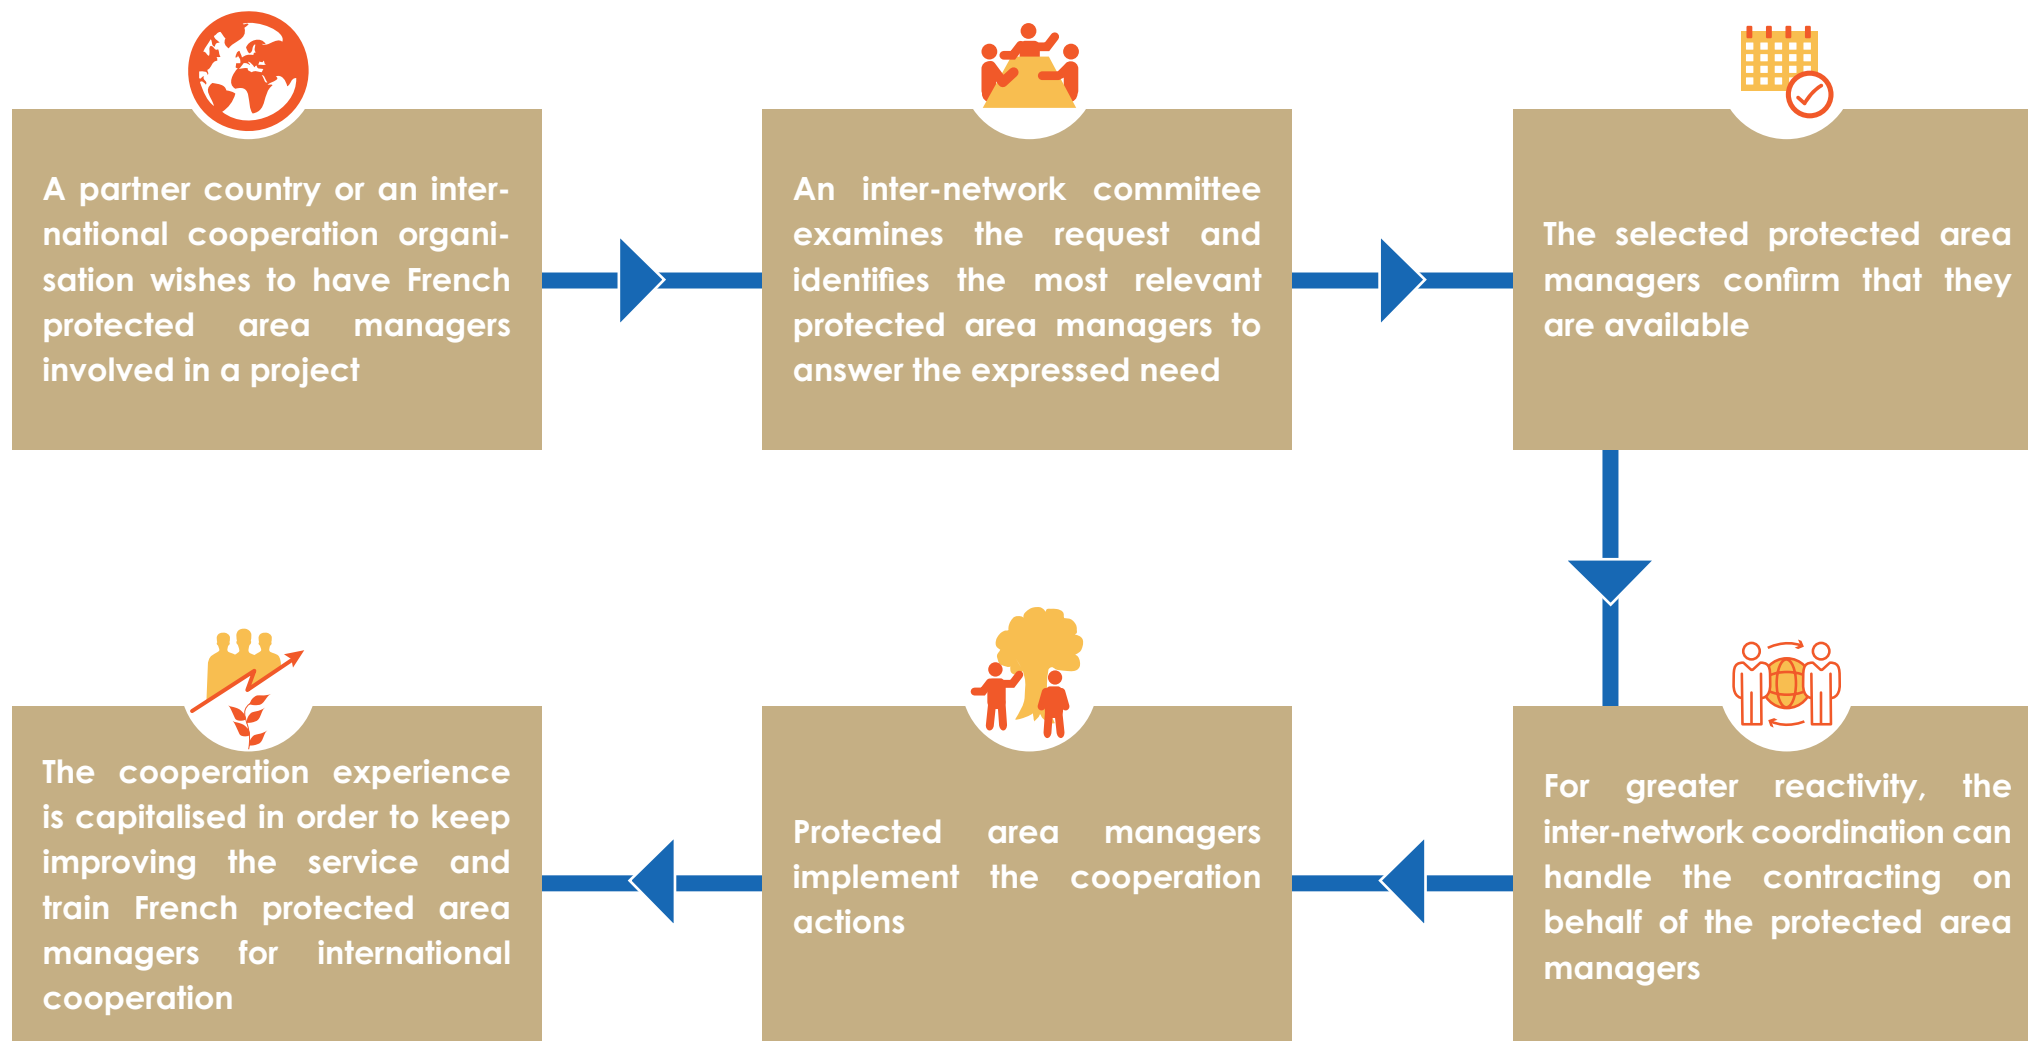 A partner country or an inter-
national cooperation organi-
sation wishes to have French
protected area managers
involved in a project
An inter-network committee
examines the request and
identifies the most relevant
protected area managers to
answer the expressed need
The selected protected area
managers confirm that they
are available
For greater reactivity, the
inter-network coordination can
handle the contracting on
behalf of the protected area
managers
Protected area managers
implement the cooperation
actions
The cooperation experience
is capitalised in order to keep
improving the service and
train French protected area
managers for international
cooperation